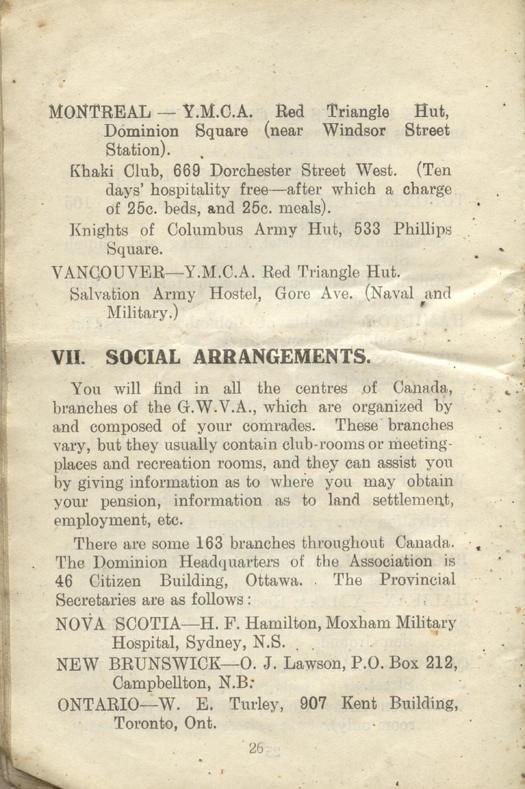 MONTREAL — Y.M.C.A. Red Triangle Hut,
Dominion Square (near Windsor Street
Station).
Khaki Club, 669 Dorchester Street West. (Ten
days' hospitality free—after which a charge
of 25c. beds, and 25c. meals).
Knights of Columbus Army Hut, 533 Phillips
Square.
VANCOUVER—Y.M.C.A. Red Triangle Hut.
Salvation Army Hostel, Gore Ave. (Naval and
Military.)
VII. SOCIAL ARRANGEMENTS.
You will find in all the centres of Canada,
branches of the G.W.V.A., which are organized by
and composed of your comrades. These branches
vary, but they usually contain club-rooms or meeting-
places and recreation rooms, and they can assist you
by giving information as to where you may obtain
your pension, information as to land settlement,
employment, etc.
There are some 163 branches throughout Canada.
The Dominion Headquarters of the Association is
46 Citizen Building, Ottawa. The Provincial
Secretaries are as follows:
NOVA SCOTIA—H. F. Hamilton, Moxham Military
Hospital, Sydney, N.S.
NEW BRUNSWICK—O. J. Lawson, P.O. Box 212,
Campbellton, N.B.
ONTARIO—W. E. Turley, 907 Kent Building,
Toronto, Ont.
26